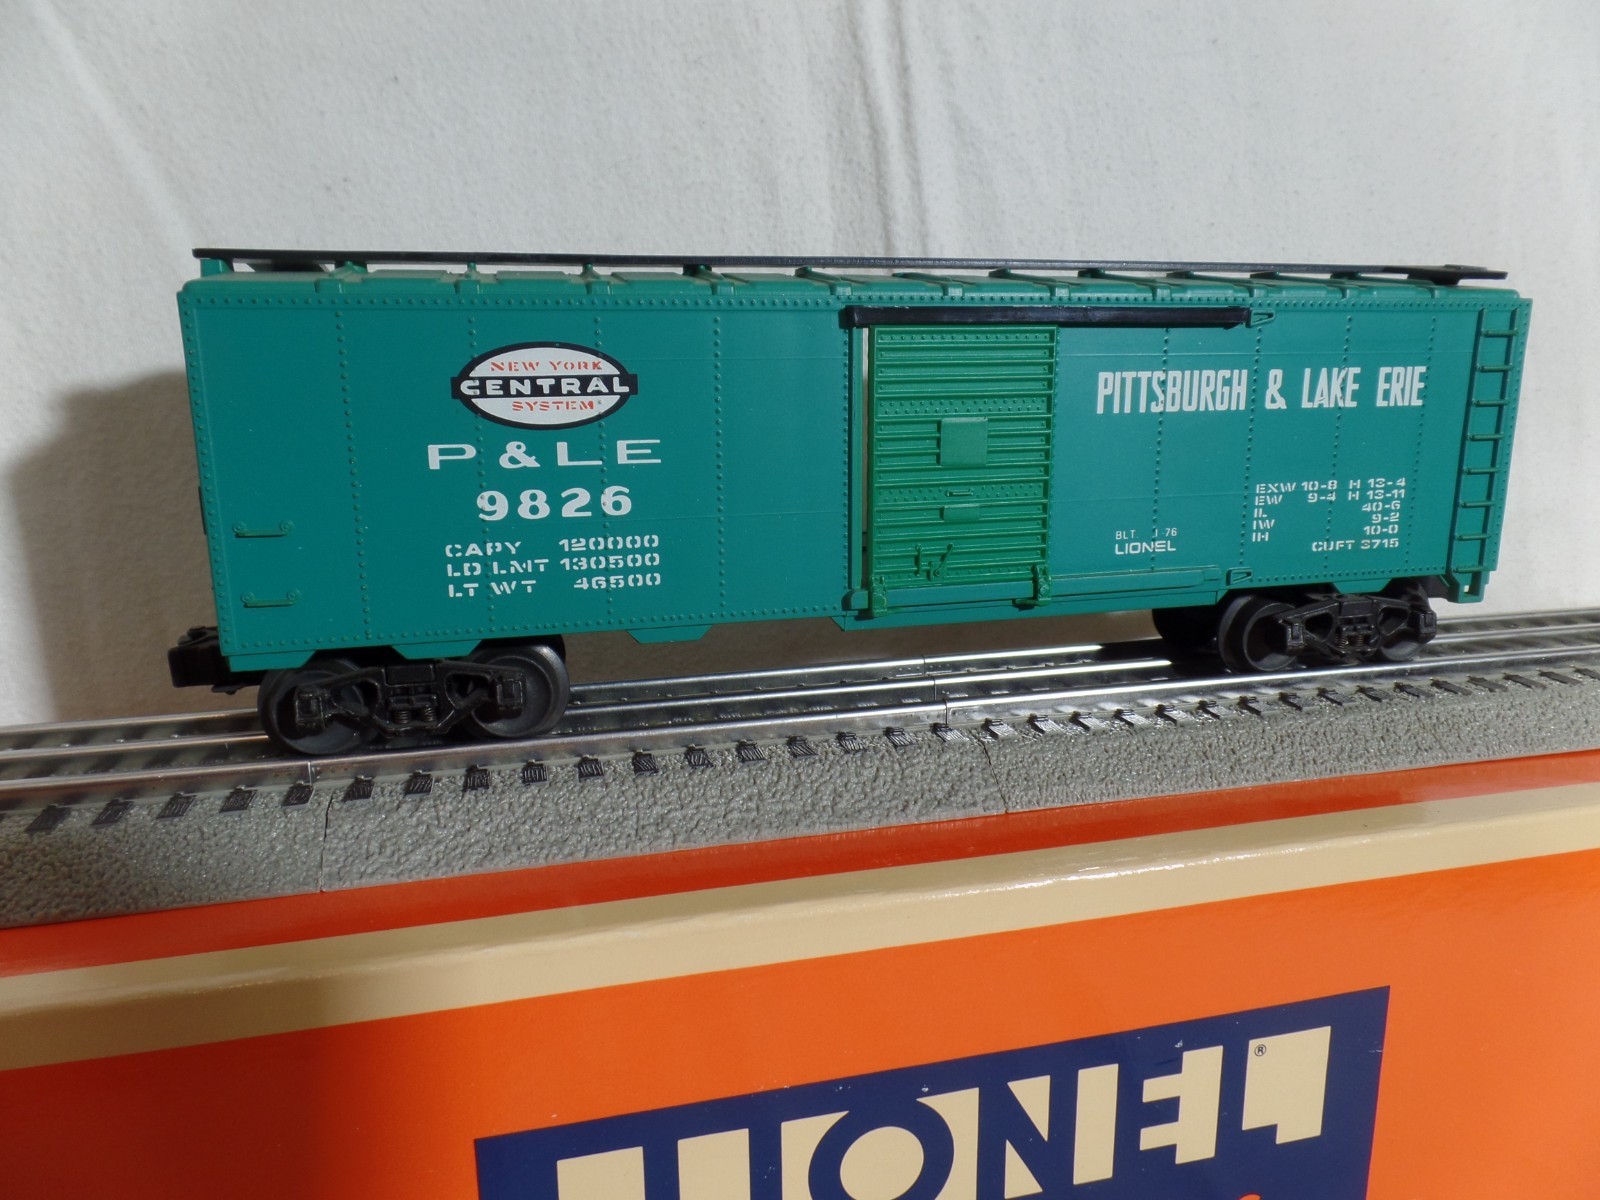 NEW YORK
CENTRAL
SYSTEM
P & L E
9826
CAPY 120000
LD LMT 130500
LT WT 46500
PITTSBURGH & LAKE ERIE
BLT 1 76
LIONEL
EXW 10-8 H 13-4
EW 9-4 H 13-11
IL 40-6
IW 9-2
IH 10-0
CUFT 3715
LIONEL®